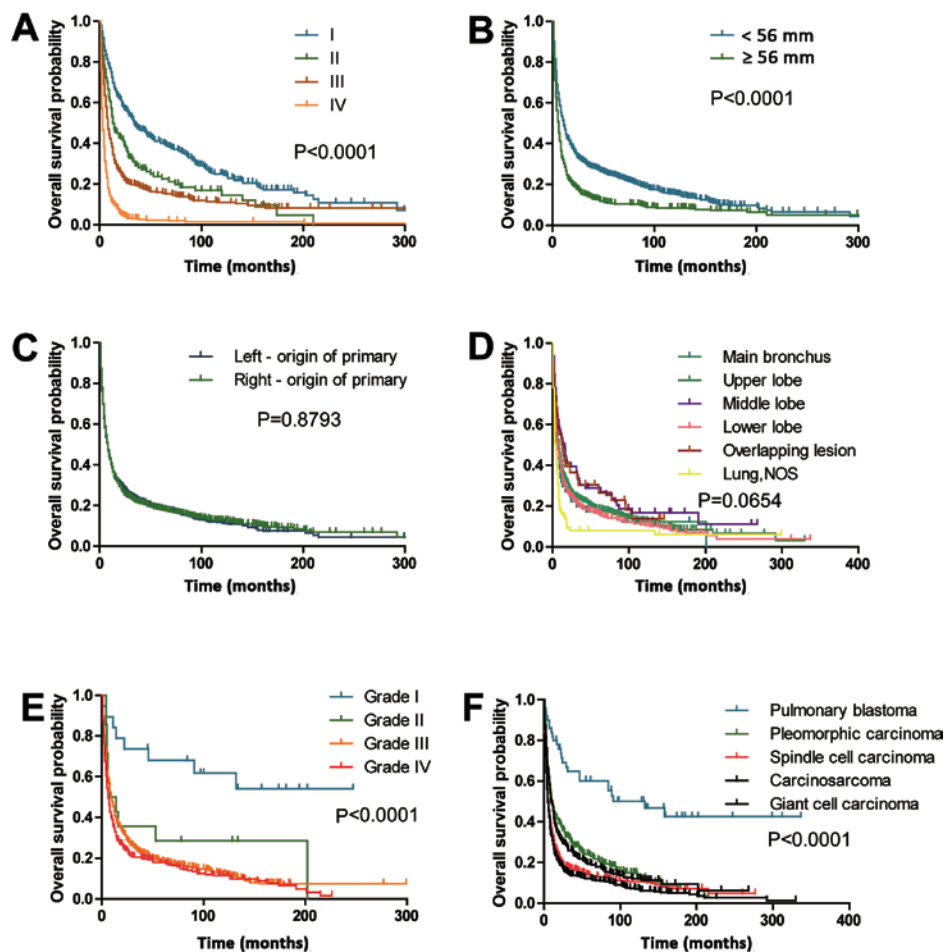 A
Overall survival probability
1.0
0.8
0.6
0.4
0.2
0.0
0
100
200
300
Time (months)
I
II
III
IV
P<0.0001
B
Overall survival probability
1.0
0.8
0.6
0.4
0.2
0.0
0
100
200
300
Time (months)
< 56 mm
≥ 56 mm
P<0.0001
C
Overall survival probability
1.0
0.8
0.6
0.4
0.2
0.0
0
100
200
300
Time (months)
Left - origin of primary
Right - origin of primary
P=0.8793
D
Overall survival probability
1.0
0.8
0.6
0.4
0.2
0.0
0
100
200
300
400
Time (months)
Main bronchus
Upper lobe
Middle lobe
Lower lobe
Overlapping lesion
Lung,NOS
P=0.0654
E
Overall survival probability
1.0
0.8
0.6
0.4
0.2
0.0
0
100
200
300
Time (months)
Grade I
Grade II
Grade III
Grade IV
P<0.0001
F
Overall survival probability
1.0
0.8
0.6
0.4
0.2
0.0
0
100
200
300
400
Time (months)
Pulmonary blastoma
Pleomorphic carcinoma
Spindle cell carcinoma
Carcinosarcoma
Giant cell carcinoma
P<0.0001